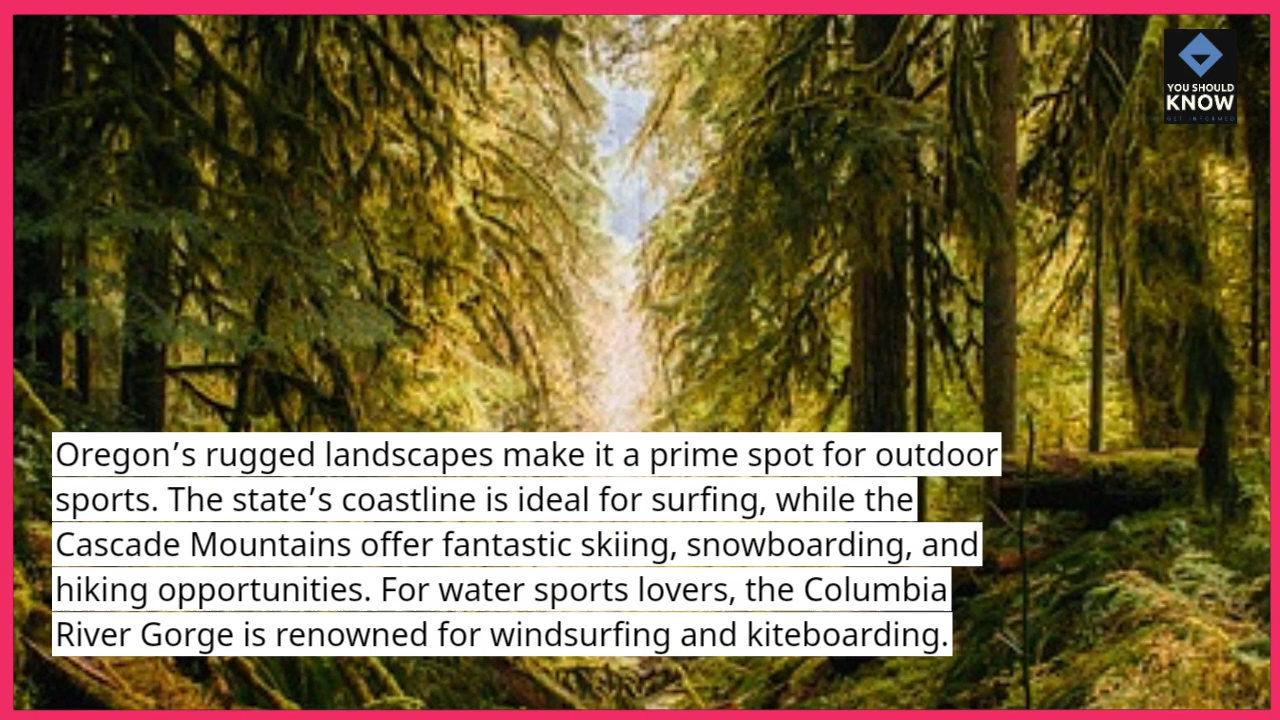 YOU SHOULD
KNOW
GET INFORMED
Oregon’s rugged landscapes make it a prime spot for outdoor
sports. The state’s coastline is ideal for surfing, while the
Cascade Mountains offer fantastic skiing, snowboarding, and
hiking opportunities. For water sports lovers, the Columbia
River Gorge is renowned for windsurfing and kiteboarding.